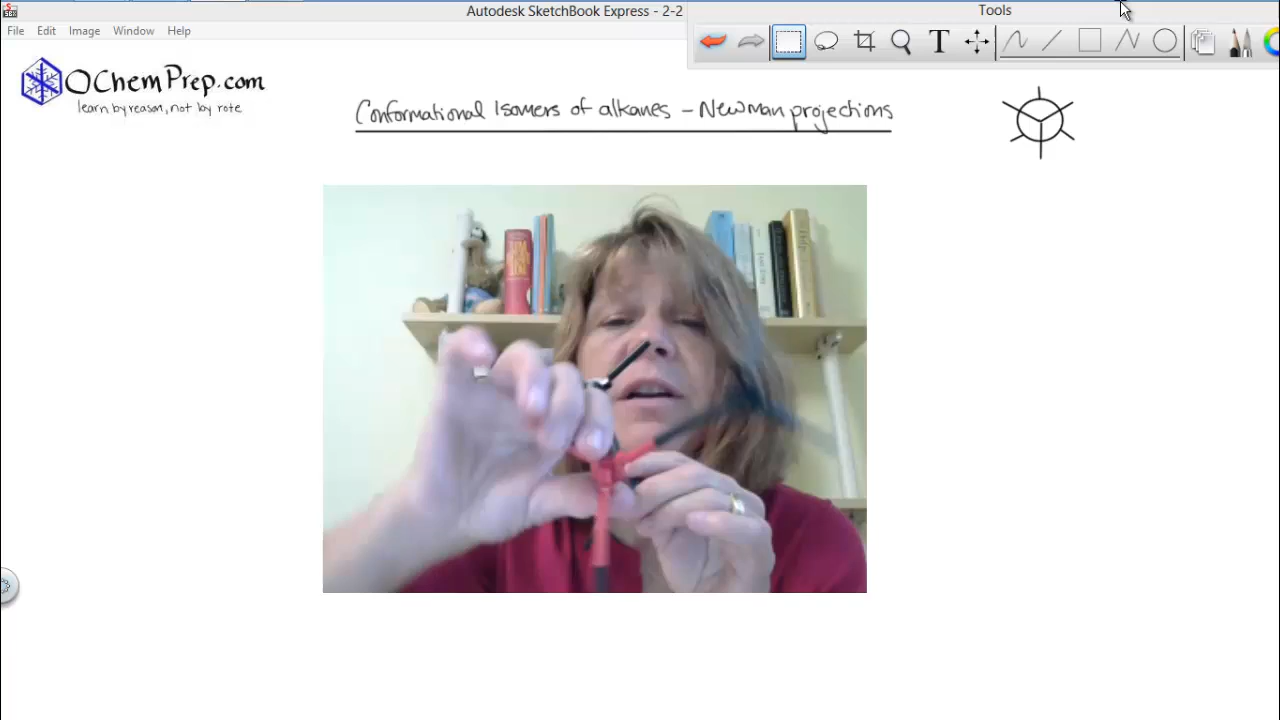 Autodesk SketchBook Express - 2-2
Tools
File Edit Image Window Help
T
OChemPrep.com
learn by reason, not by rote
Conformational Isomers of alkanes - Newman projections